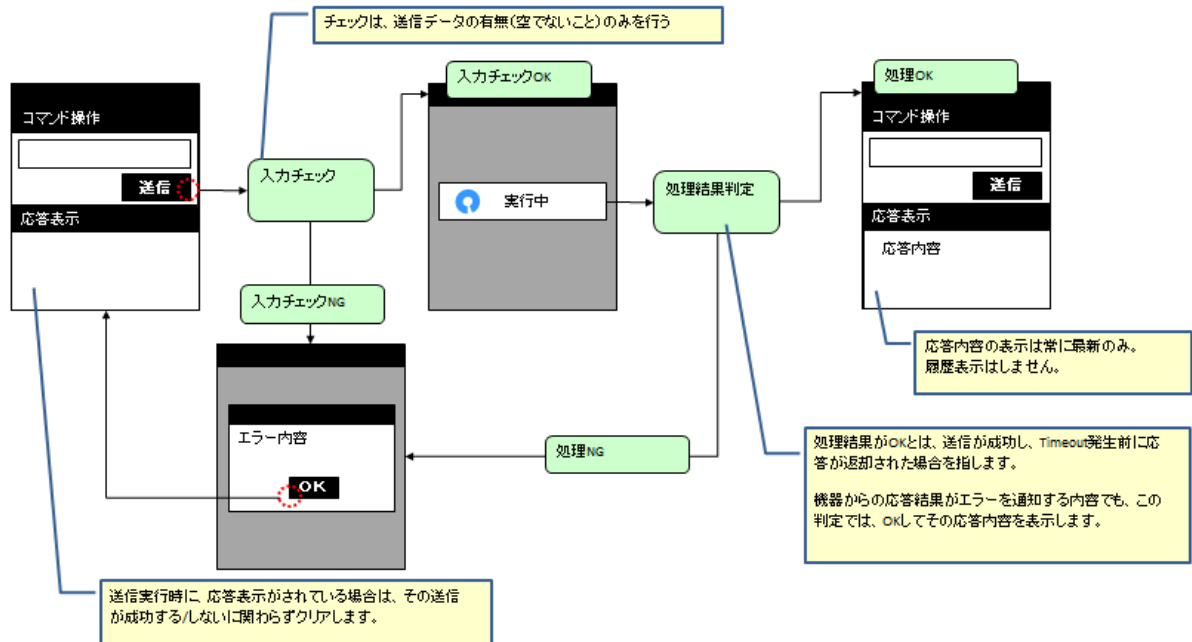 チェックは、送信データの有無(空でないこと)のみを行う
入力チェックOK
処理OK
コマンド操作
送信
応答表示
入力チェック
実行中
処理結果判定
コマンド操作
送信
応答表示
応答内容
入力チェックNG
応答内容の表示は常に最新のみ。
履歴表示はしません。
エラー内容
OK
処理NG
処理結果がOKとは、送信が成功し、Timeout発生前に応
答が返却された場合を指します。
機器からの応答結果がエラーを通知する内容でも、この
判定では、OKしてその応答内容を表示します。
送信実行時に 応答表示がされている場合は、その送信
が成功する/しないに関わらずクリアします。